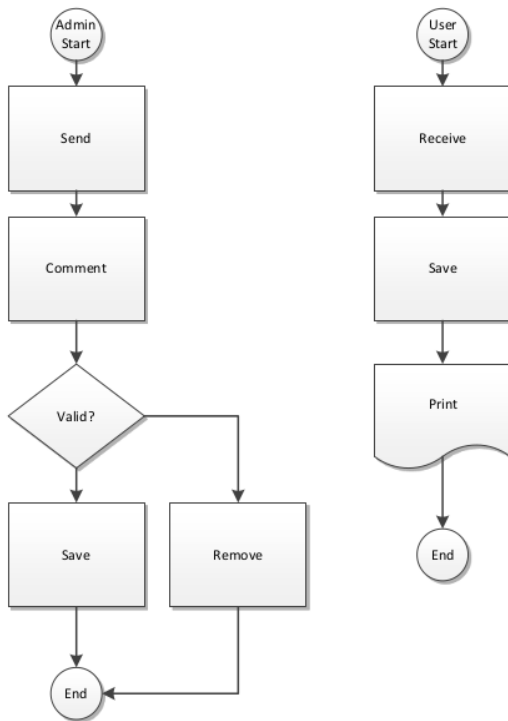 Admin
Start
Send
Comment
Valid?
Save
Remove
End
User
Start
Receive
Save
Print
End